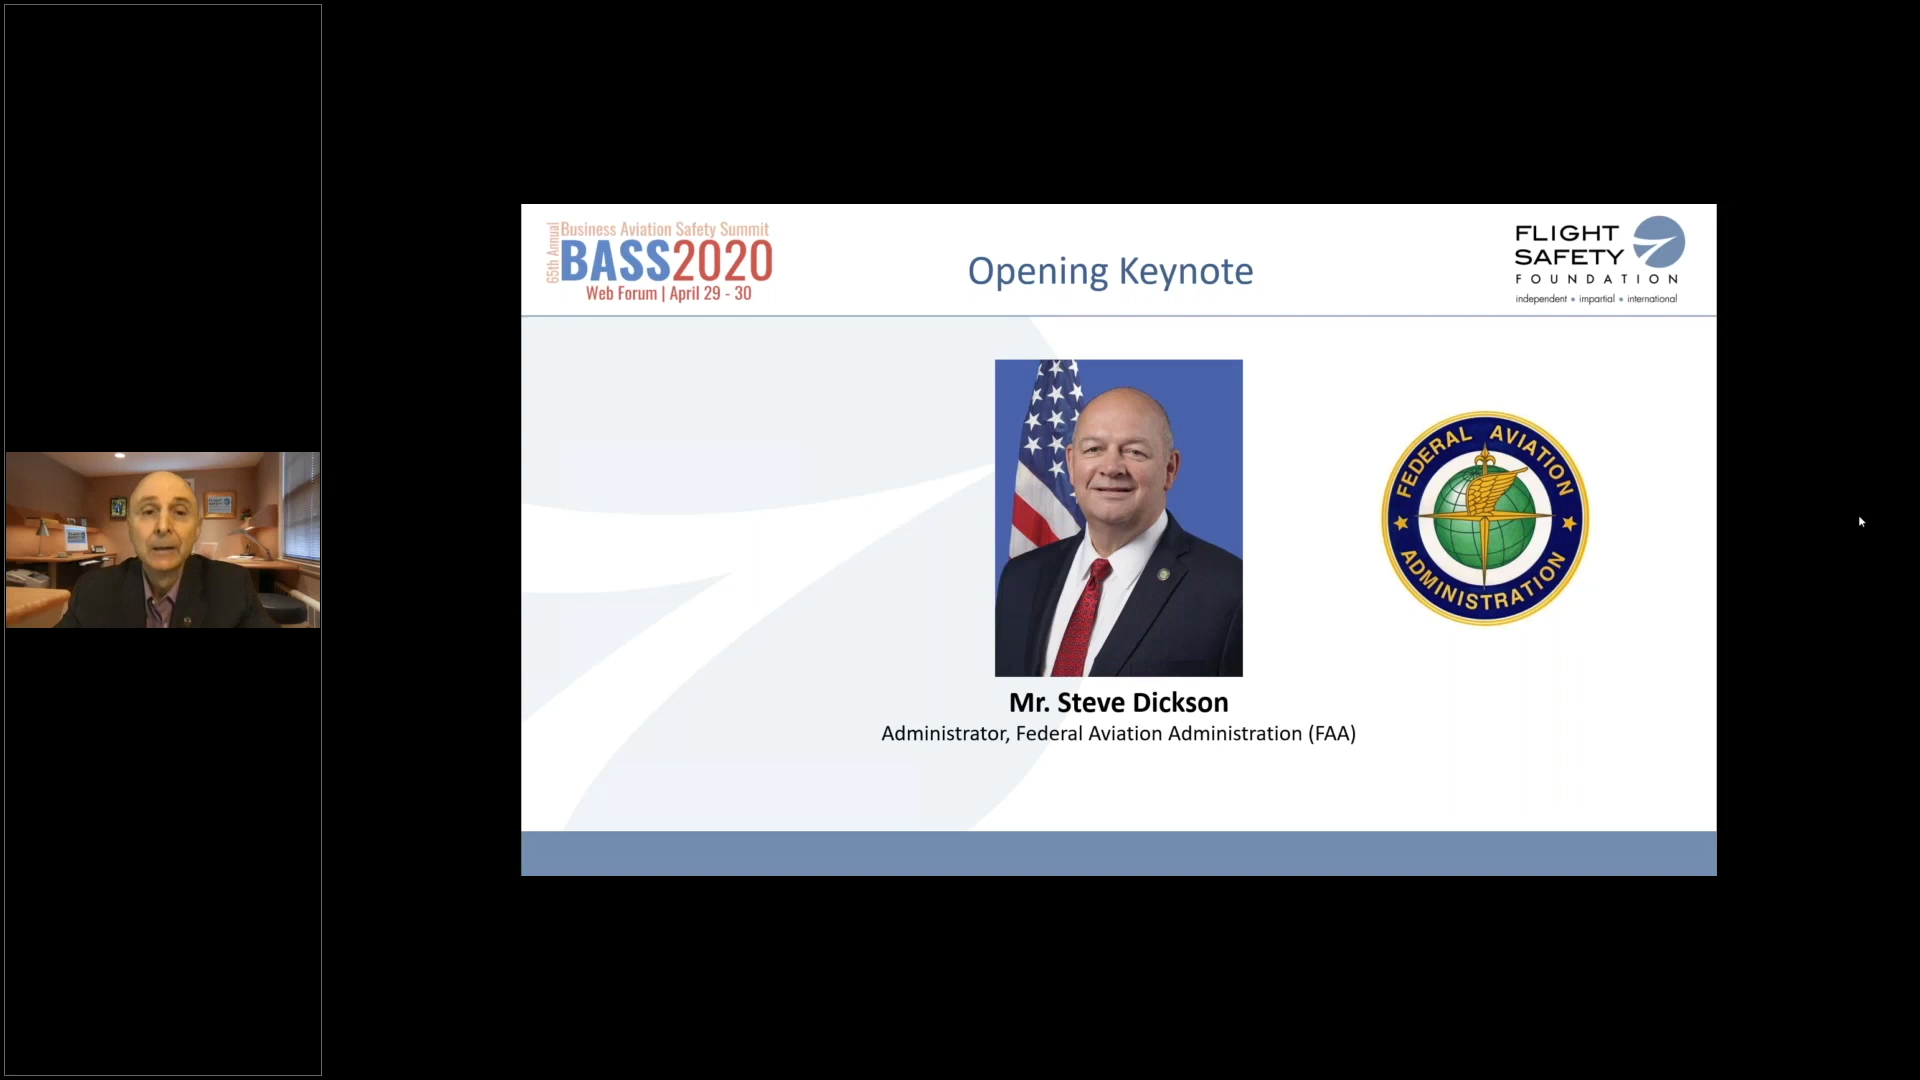 65th Annual
Business Aviation Safety Summit
BASS2020
Web Forum | April 29 - 30
Opening Keynote
FLIGHT
SAFETY
FOUNDATION
independent • impartial • international
FEDERAL AVIATION
ADMINISTRATION
Mr. Steve Dickson
Administrator, Federal Aviation Administration (FAA)